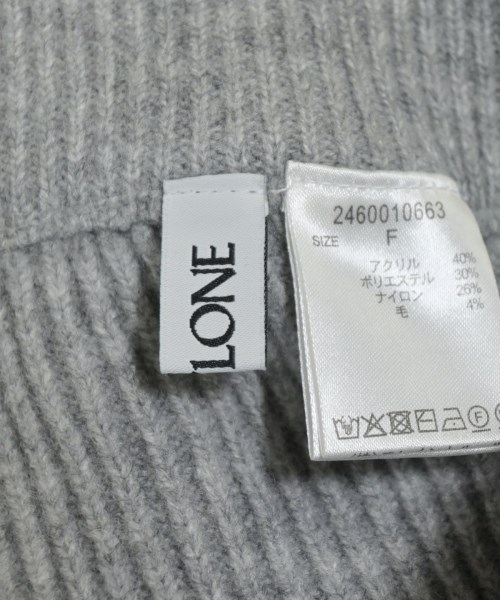 LONE
2460010663
SIZE F
アクリル 40%
ポリエステル 30%
ナイロン 26%
毛 4%